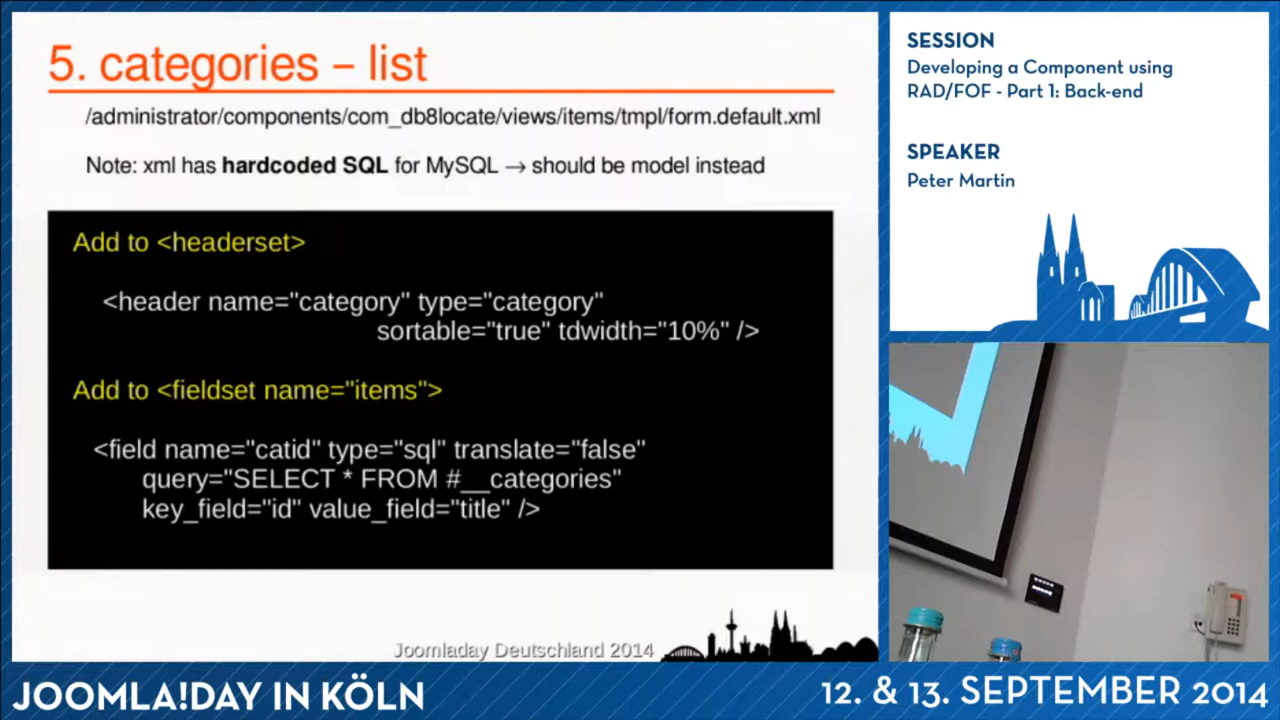 5. categories – list
/administrator/components/com_db8locate/views/items/tmpl/form.default.xml
Note: xml has hardcoded SQL for MySQL → should be model instead
Add to <headerset>
<header name="category" type="category"
sortable="true" tdwidth="10%" />
Add to <fieldset name="items">
<field name="catid" type="sql" translate="false"
query="SELECT * FROM #__categories"
key_field="id" value_field="title" />
Joomladay Deutschland 2014
SESSION
Developing a Component using
RAD/FOF - Part 1: Back-end
SPEAKER
Peter Martin
JOOMLA!DAY IN KÖLN
12. & 13. SEPTEMBER 2014